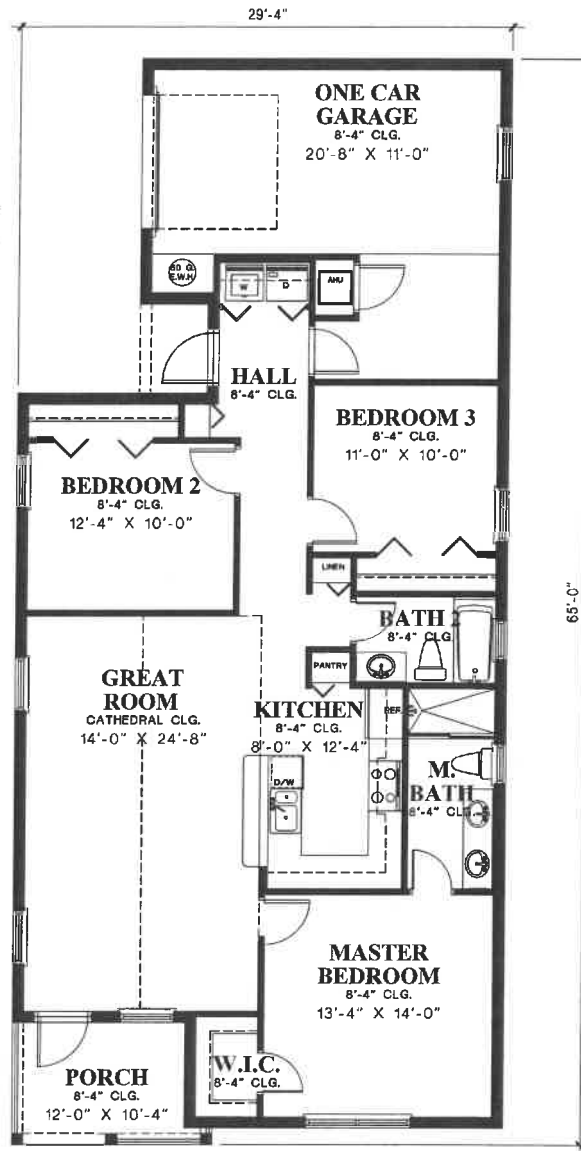 29'-4"
ONE CAR
GARAGE
8'-4" CLG.
20'-8" X 11'-0"
80 G.
E.W.H.
W
D
AHU
HALL
8'-4" CLG.
BEDROOM 3
8'-4" CLG.
11'-0" X 10'-0"
BEDROOM 2
8'-4" CLG.
12'-4" X 10'-0"
65'-0"
LINEN
BATH 2
8'-4" CLG.
PANTRY
GREAT
ROOM
CATHEDRAL CLG.
14'-0" X 24'-8"
KITCHEN
8'-4" CLG.
8'-0" X 12'-4"
REF.
D/W
M.
BATH
8'-4" CLG.
MASTER
BEDROOM
8'-4" CLG.
13'-4" X 14'-0"
W.I.C.
8'-4" CLG.
PORCH
8'-4" CLG.
12'-0" X 10'-4"